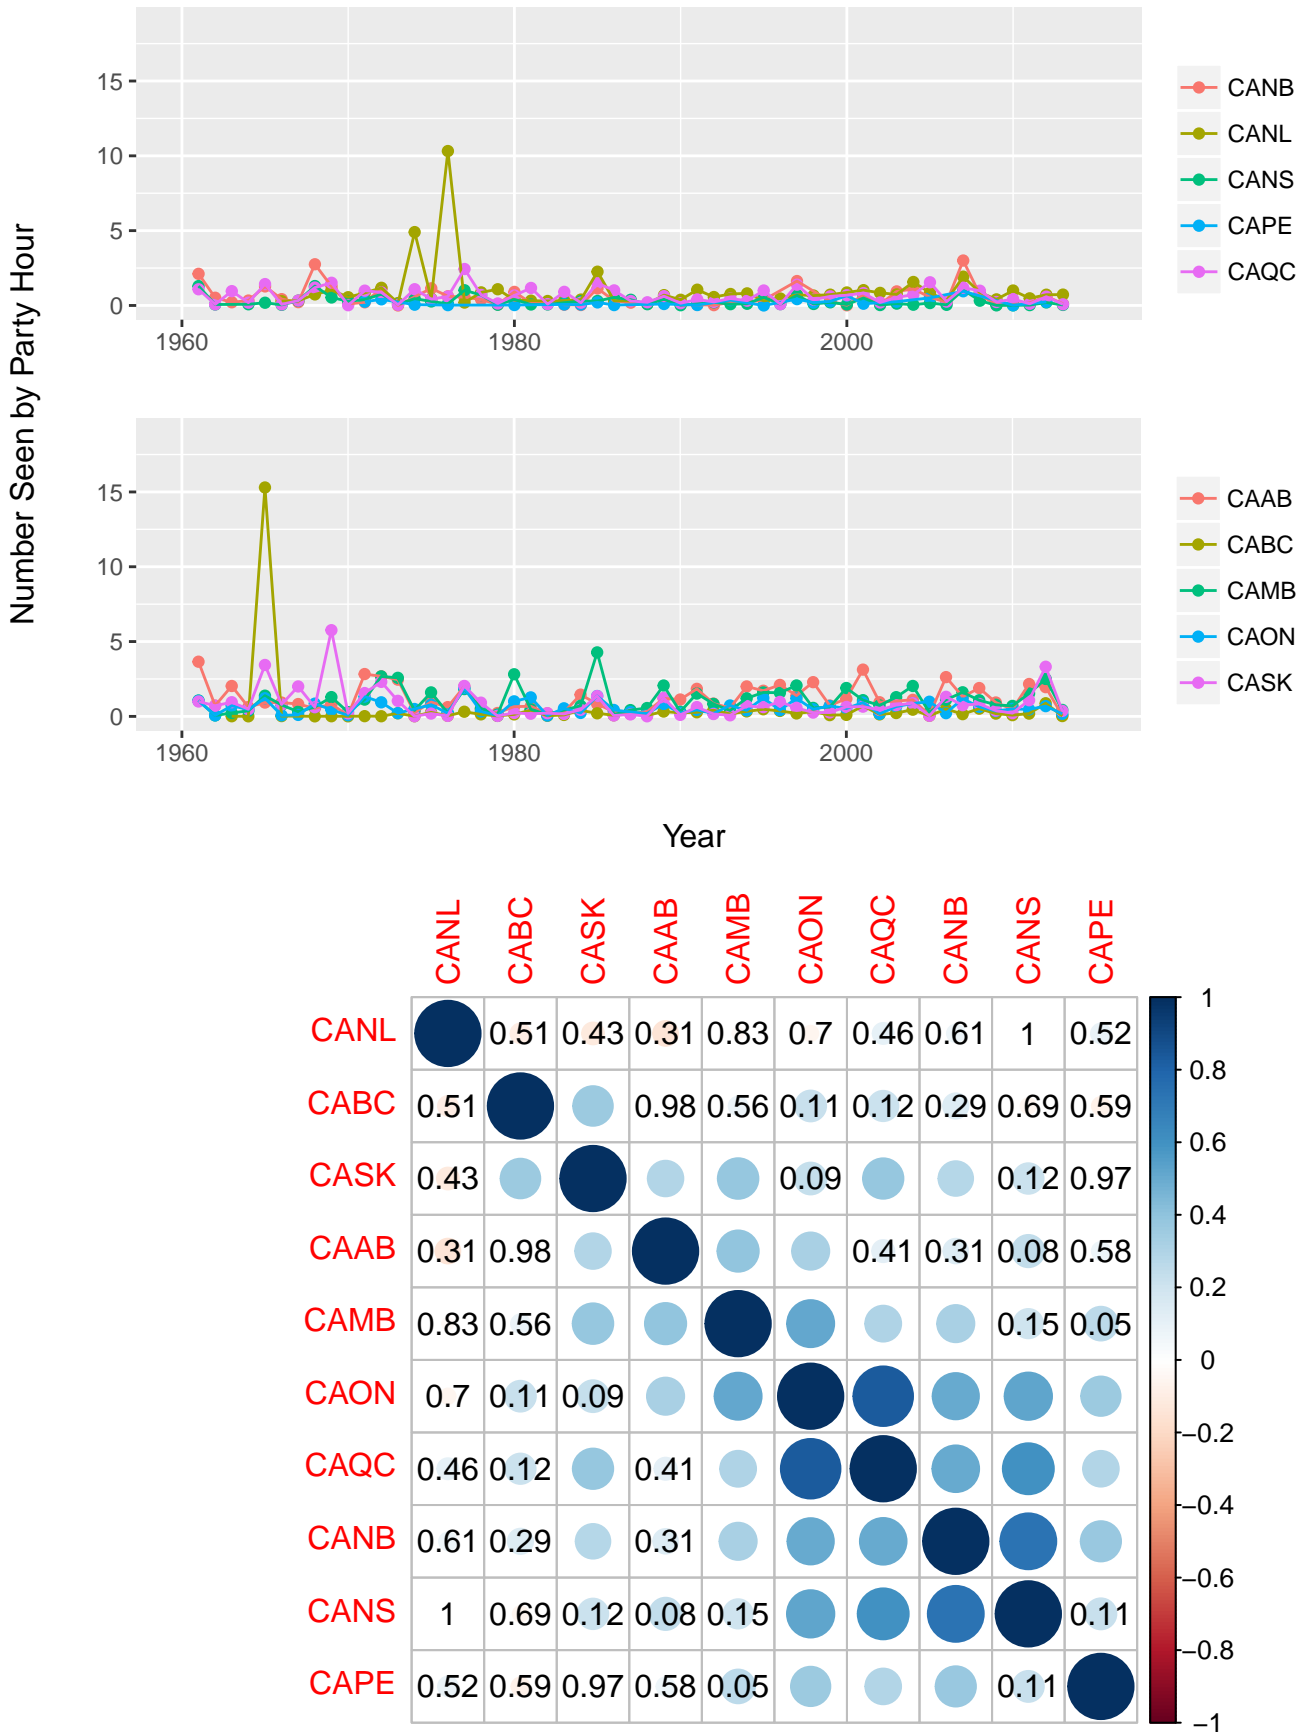 Number Seen by Party Hour
15
10
5
0
1960 1980 2000
CANB
CANL
CANS
CAPE
CAQC
15
10
5
0
1960 1980 2000
CAAB
CABC
CAMB
CAON
CASK
Year
CANL CABC CASK CAAB CAMB CAON CAQC CANB CANS CAPE
CANL 0.51 0.43 0.31 0.83 0.7 0.46 0.61 1 0.52
CABC 0.51 0.98 0.56 0.11 0.12 0.29 0.69 0.59
CASK 0.43 0.09 0.12 0.97
CAAB 0.31 0.98 0.41 0.31 0.08 0.58
CAMB 0.83 0.56 0.15 0.05
CAON 0.7 0.11 0.09
CAQC 0.46 0.12 0.41
CANB 0.61 0.29 0.31
CANS 1 0.69 0.12 0.08 0.15 0.11
CAPE 0.52 0.59 0.97 0.58 0.05 0.11
1
0.8
0.6
0.4
0.2
0
−0.2
−0.4
−0.6
−0.8
−1